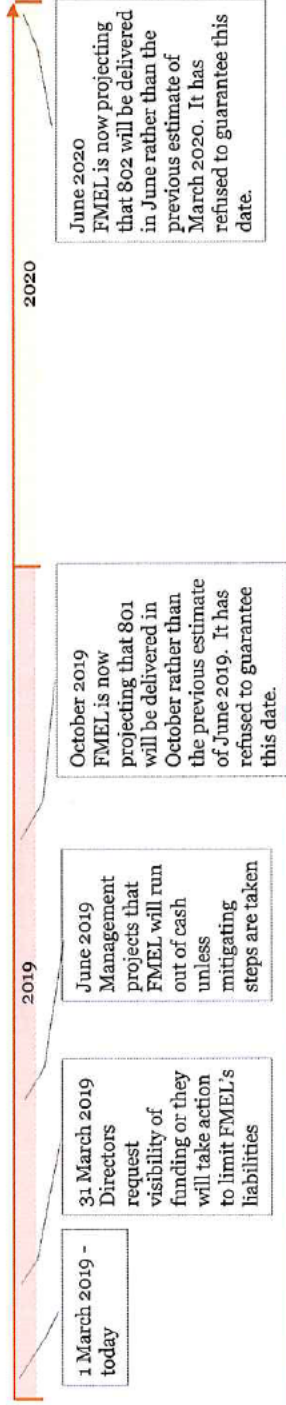 2019
2020
1 March 2019 -
today
31 March 2019
Directors
request
visibility of
funding or they
will take action
to limit FMEL's
liabilities
June 2019
Management
projects that
FMEL will run
out of cash
unless
mitigating
steps are taken
October 2019
FMEL is now
projecting that 801
will be delivered in
October rather than
the previous estimate
of June 2019. It has
refused to guarantee
this date.
June 2020
FMEL is now projecting
that 802 will be delivered
in June rather than the
previous estimate of
March 2020. It has
refused to guarantee this
date.